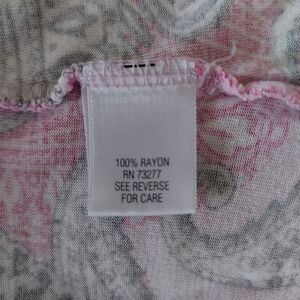 100% RAYON
RN 73277
SEE REVERSE
FOR CARE